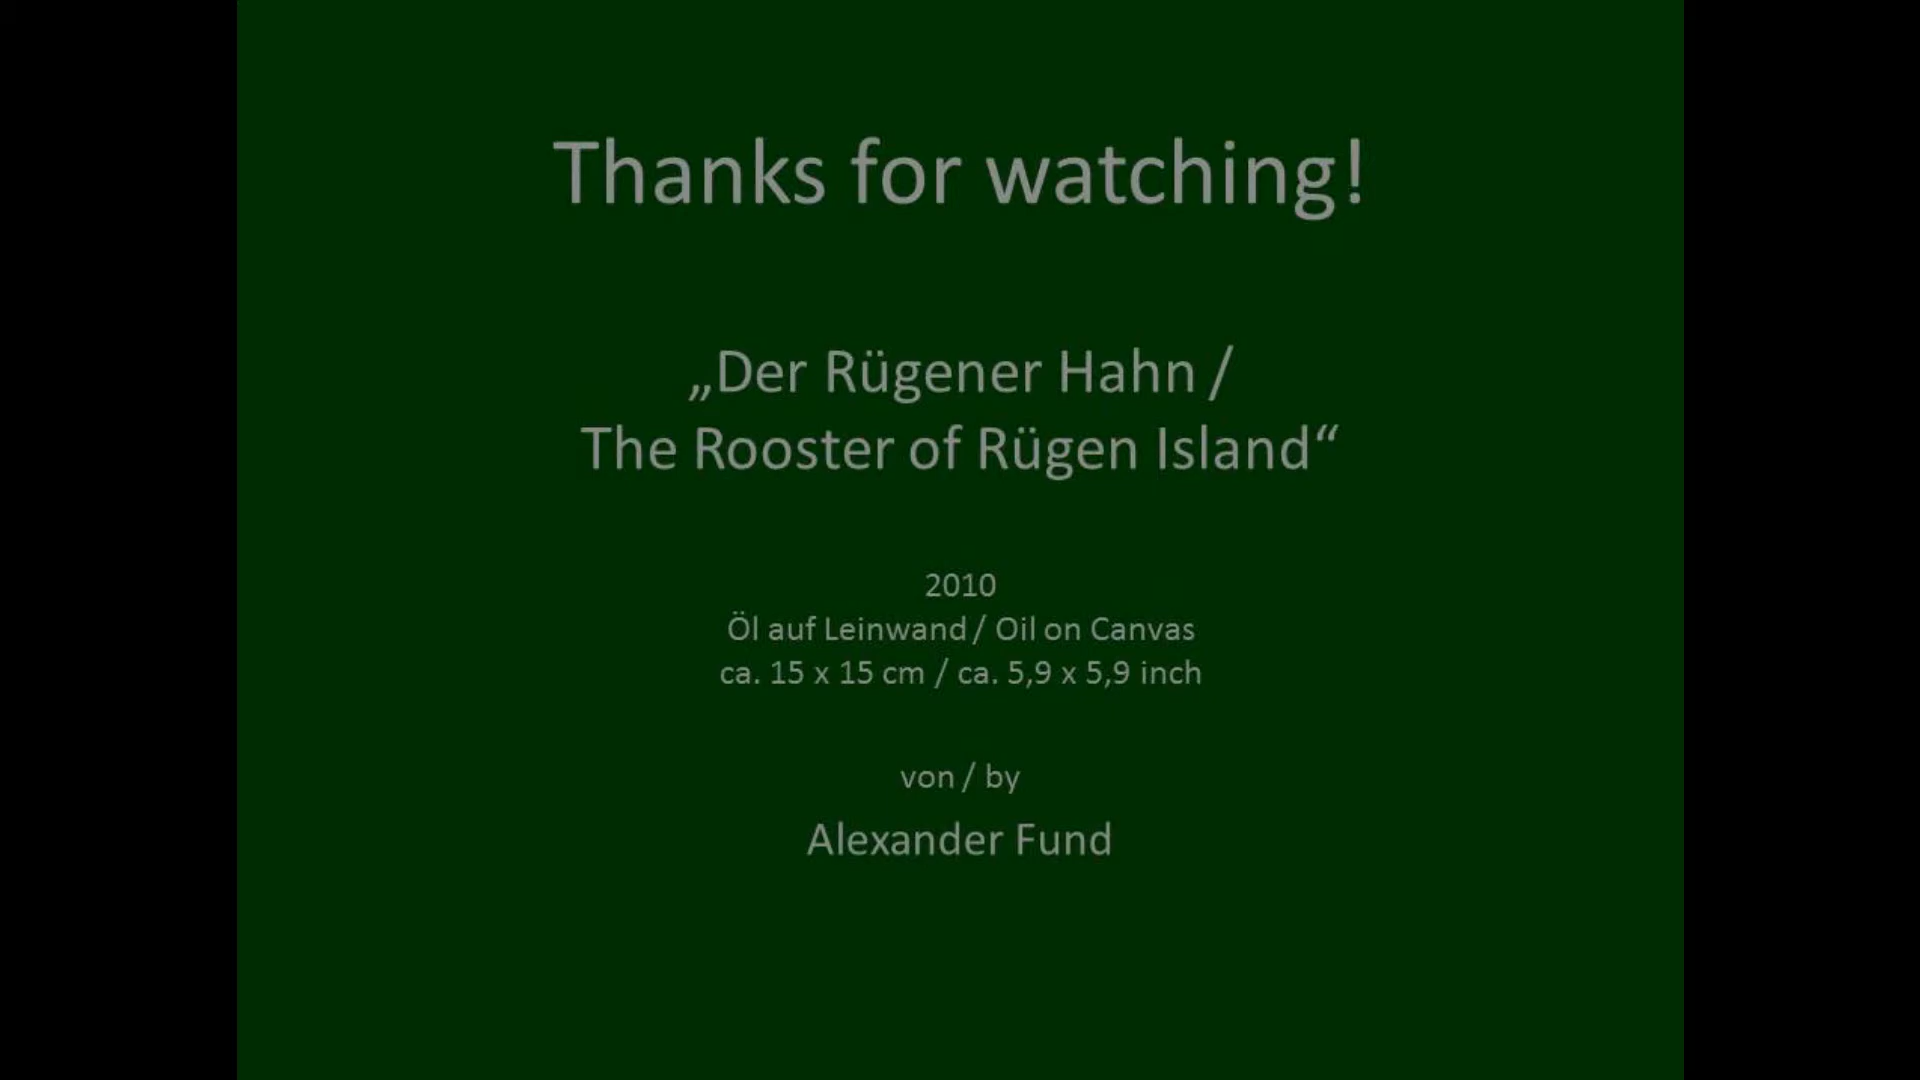 Thanks for watching!
„Der Rügener Hahn /
The Rooster of Rügen Island“
2010
Öl auf Leinwand / Oil on Canvas
ca. 15 x 15 cm / ca. 5,9 x 5,9 inch
von / by
Alexander Fund